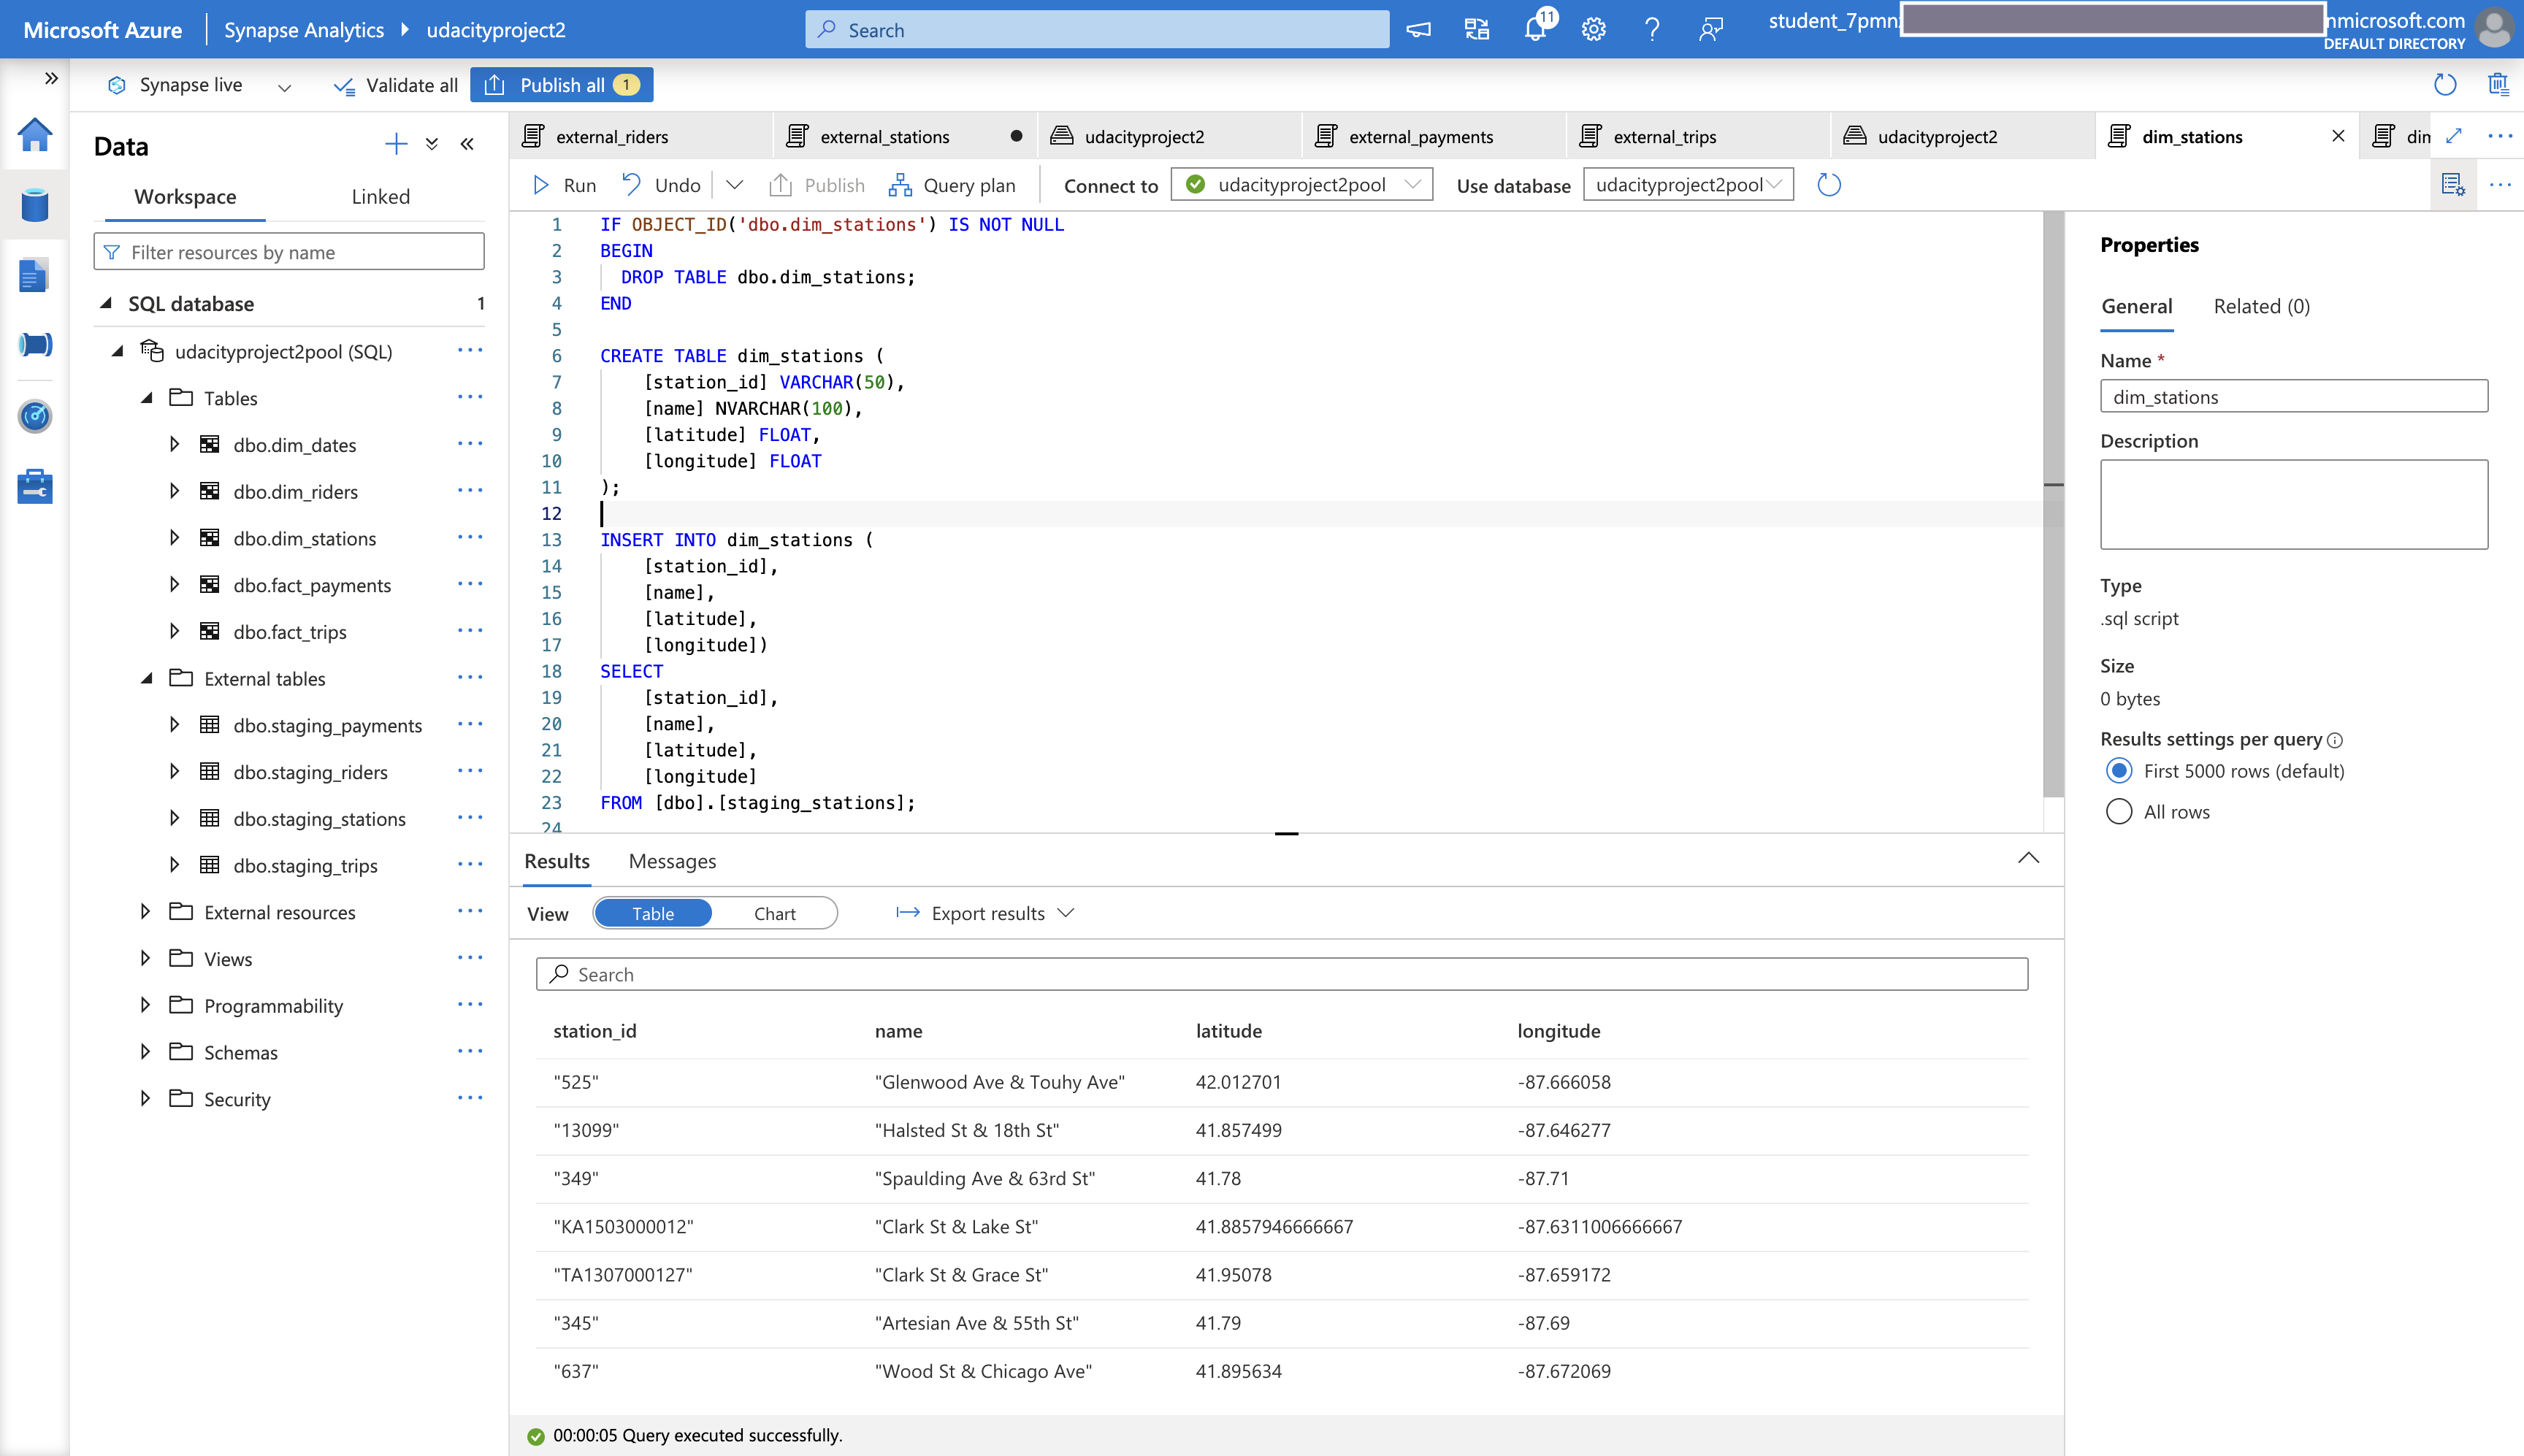 Microsoft Azure Synapse Analytics udacityproject2
Search
11
student_7pmn
nmicrosoft.com
DEFAULT DIRECTORY
Synapse live
Validate all
Publish all 1
Data
Workspace Linked
Filter resources by name
SQL database 1
udacityproject2pool (SQL)
Tables
dbo.dim_dates
dbo.dim_riders
dbo.dim_stations
dbo.fact_payments
dbo.fact_trips
External tables
dbo.staging_payments
dbo.staging_riders
dbo.staging_stations
dbo.staging_trips
External resources
Views
Programmability
Schemas
Security
external_riders external_stations udacityproject2 external_payments external_trips udacityproject2 dim_stations dim
Run Undo Publish Query plan Connect to udacityproject2pool Use database udacityproject2pool
1 IF OBJECT_ID('dbo.dim_stations') IS NOT NULL
2 BEGIN
3 DROP TABLE dbo.dim_stations;
4 END
5
6 CREATE TABLE dim_stations (
7 [station_id] VARCHAR(50),
8 [name] NVARCHAR(100),
9 [latitude] FLOAT,
10 [longitude] FLOAT
11 );
12
13 INSERT INTO dim_stations (
14 [station_id],
15 [name],
16 [latitude],
17 [longitude])
18 SELECT
19 [station_id],
20 [name],
21 [latitude],
22 [longitude]
23 FROM [dbo].[staging_stations];
24
Results Messages
View Table Chart Export results
Search
station_id name latitude longitude
"525" "Glenwood Ave & Touhy Ave" 42.012701 -87.666058
"13099" "Halsted St & 18th St" 41.857499 -87.646277
"349" "Spaulding Ave & 63rd St" 41.78 -87.71
"KA1503000012" "Clark St & Lake St" 41.8857946666667 -87.6311006666667
"TA1307000127" "Clark St & Grace St" 41.95078 -87.659172
"345" "Artesian Ave & 55th St" 41.79 -87.69
"637" "Wood St & Chicago Ave" 41.895634 -87.672069
00:00:05 Query executed successfully.
Properties
General Related (0)
Name *
dim_stations
Description
Type
.sql script
Size
0 bytes
Results settings per query
First 5000 rows (default)
All rows